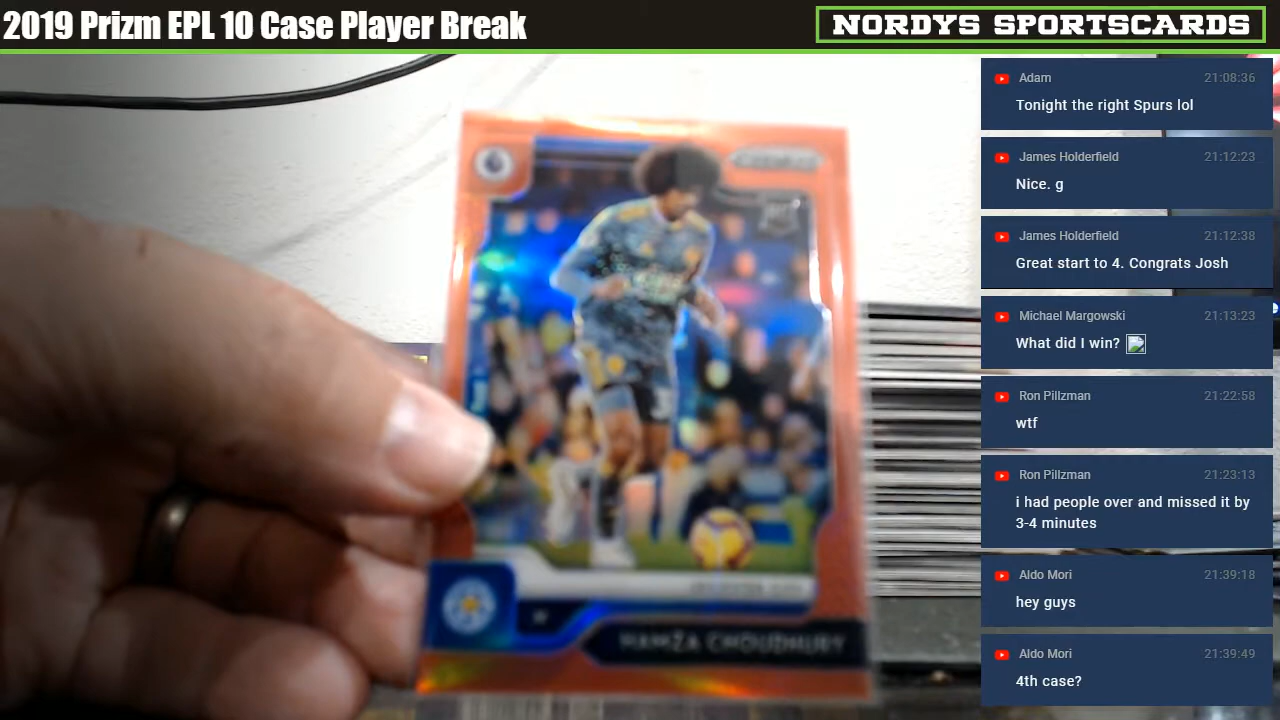 2019 Prizm EPL 10 Case Player Break
NORDYS SPORTSCARDS
Adam 21:08:36
Tonight the right Spurs lol
James Holderfield 21:12:23
Nice. g
James Holderfield 21:12:38
Great start to 4. Congrats Josh
Michael Margowski 21:13:23
What did I win?
Ron Pillzman 21:22:58
wtf
Ron Pillzman 21:23:13
i had people over and missed it by
3-4 minutes
Aldo Mori 21:39:18
hey guys
Aldo Mori 21:39:49
4th case?
HAMZA CHOUDHURY